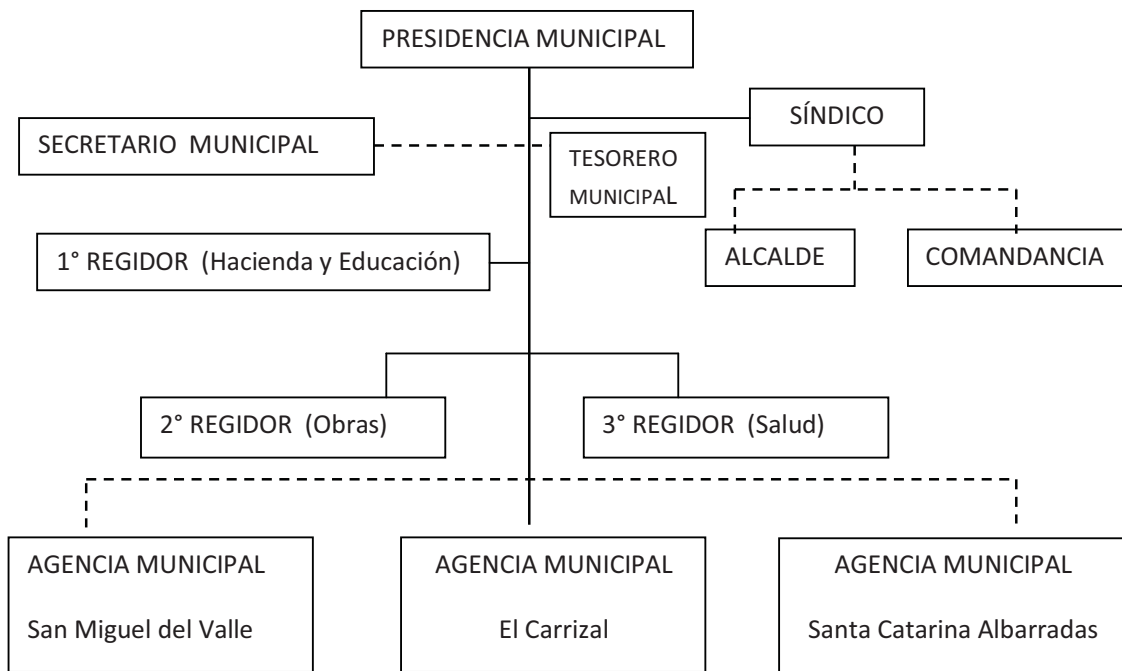 PRESIDENCIA MUNICIPAL
SÍNDICO
SECRETARIO MUNICIPAL
TESORERO
MUNICIPAL
1° REGIDOR (Hacienda y Educación)
ALCALDE
COMANDANCIA
2° REGIDOR (Obras)
3° REGIDOR (Salud)
AGENCIA MUNICIPAL
San Miguel del Valle
AGENCIA MUNICIPAL
El Carrizal
AGENCIA MUNICIPAL
Santa Catarina Albarradas